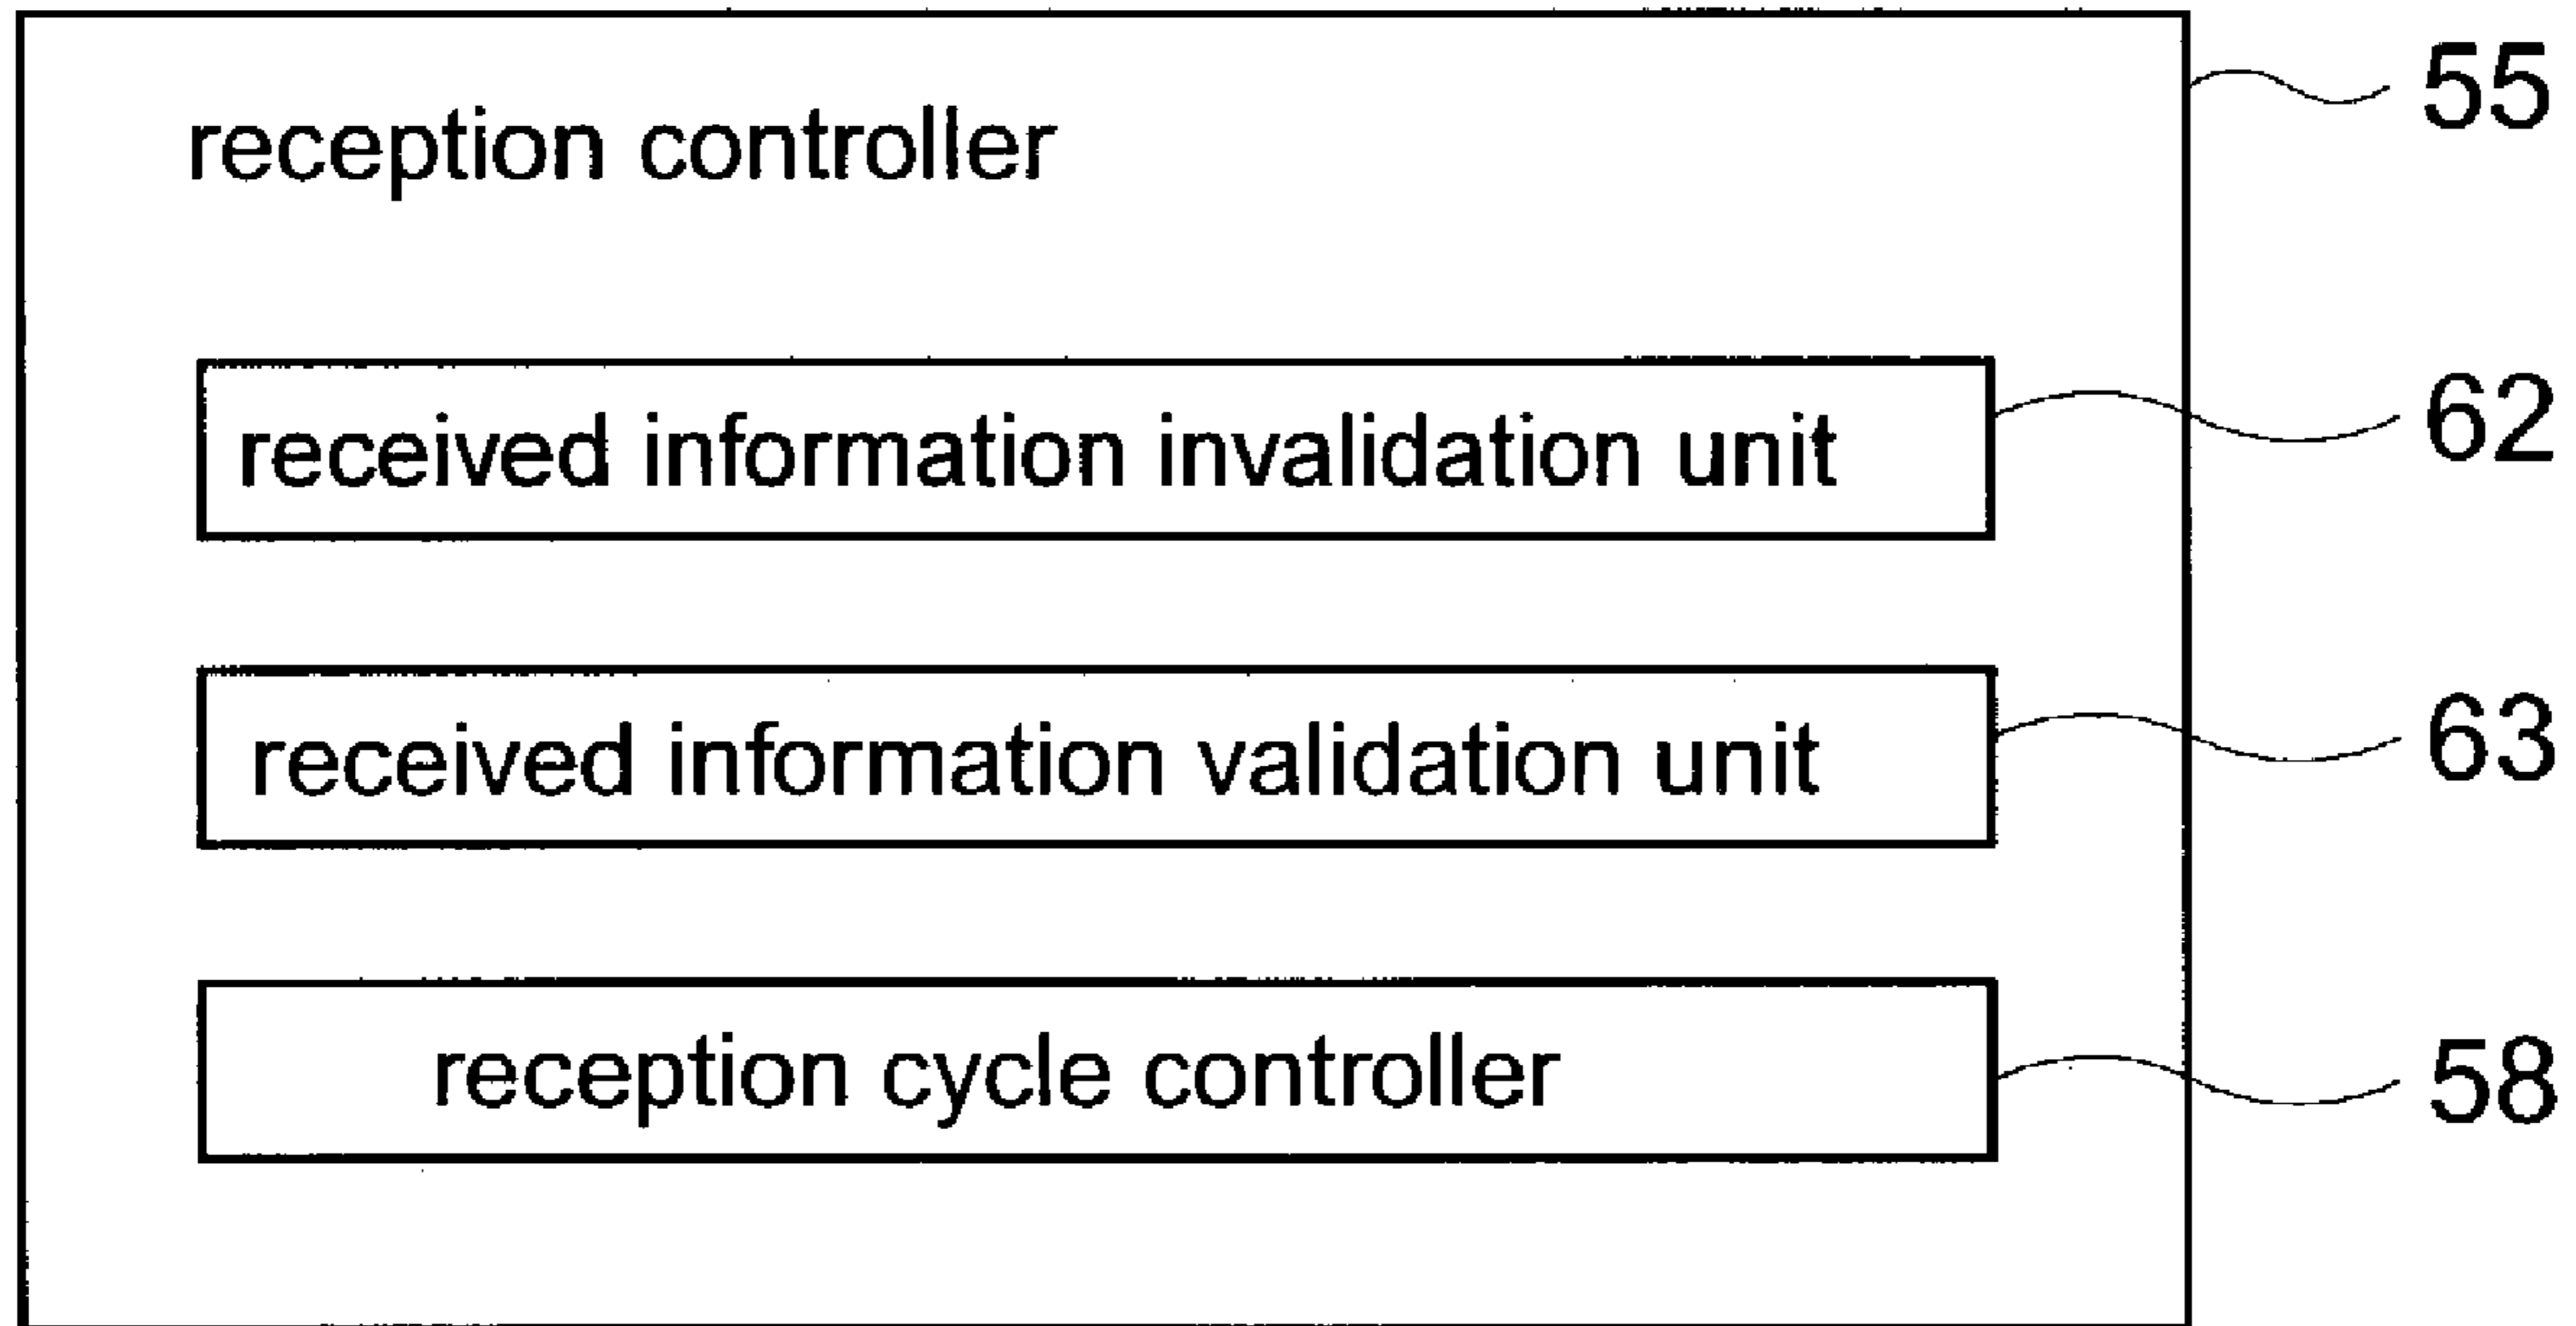 reception controller 55
received information invalidation unit 62
received information validation unit 63
reception cycle controller 58